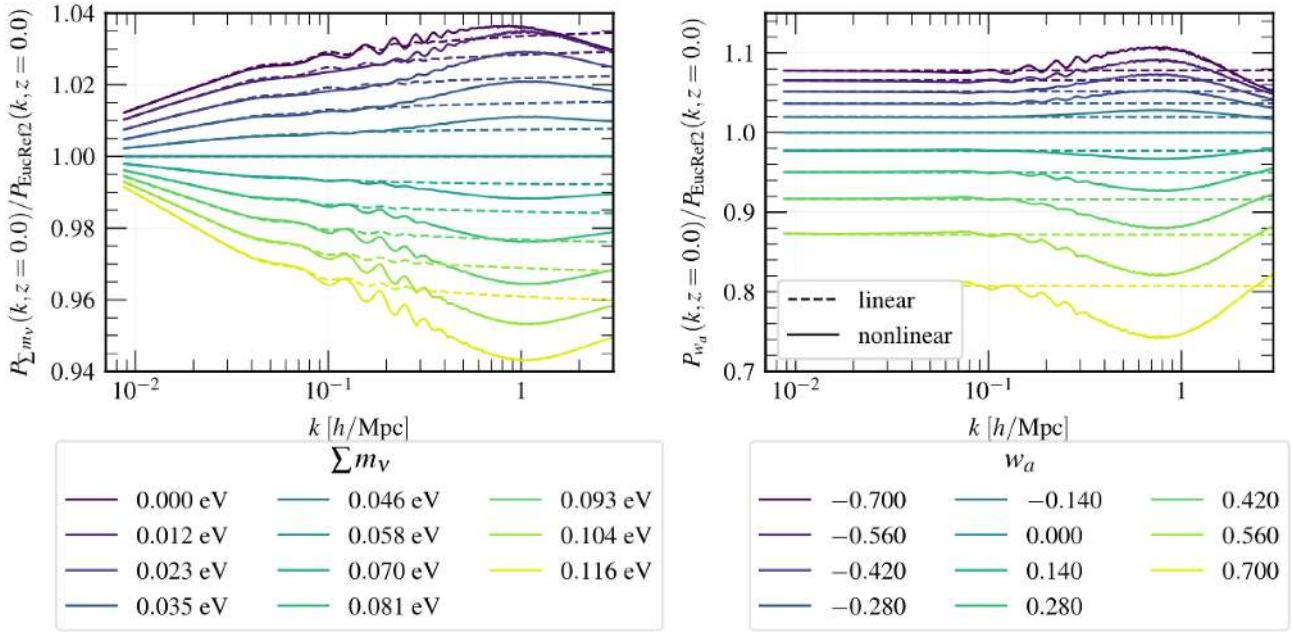 P_{Σ m_ν}(k, z = 0.0)/P_{EucRef2}(k, z = 0.0)
1.04
1.02
1.00
0.98
0.96
0.94
10^{-2}
10^{-1}
1
k [h/Mpc]
P_{w_a}(k, z = 0.0)/P_{EucRef2}(k, z = 0.0)
1.1
1.0
0.9
0.8
0.7
linear
nonlinear
10^{-2}
10^{-1}
1
k [h/Mpc]
∑ m_ν
0.000 eV
0.012 eV
0.023 eV
0.035 eV
0.046 eV
0.058 eV
0.070 eV
0.081 eV
0.093 eV
0.104 eV
0.116 eV
w_a
−0.700
−0.560
−0.420
−0.280
−0.140
0.000
0.140
0.280
0.420
0.560
0.700